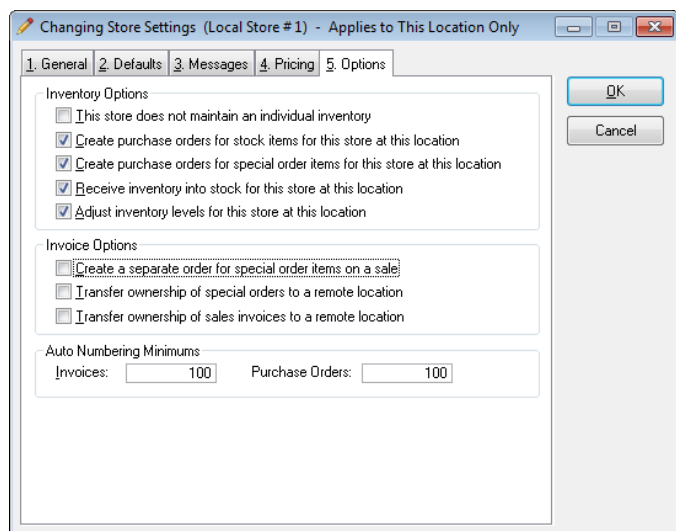 Changing Store Settings (Local Store #1) - Applies to This Location Only
1. General 2. Defaults 3. Messages 4. Pricing 5. Options
Inventory Options
This store does not maintain an individual inventory
Create purchase orders for stock items for this store at this location
Create purchase orders for special order items for this store at this location
Receive inventory into stock for this store at this location
Adjust inventory levels for this store at this location
Invoice Options
Create a separate order for special order items on a sale
Transfer ownership of special orders to a remote location
Transfer ownership of sales invoices to a remote location
Auto Numbering Minimums
Invoices: 100 Purchase Orders: 100
OK
Cancel